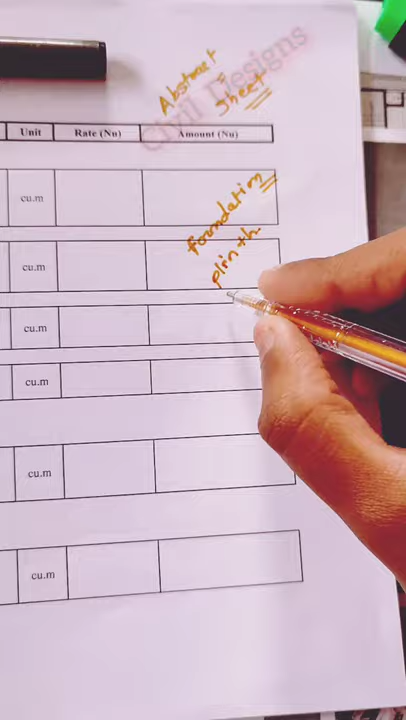 Abstract
Sheet
Civil Designs
Unit Rate (Nu) Amount (Nu)
cu.m
foundation
plinth
cu.m
cu.m
cu.m
cu.m
cu.m